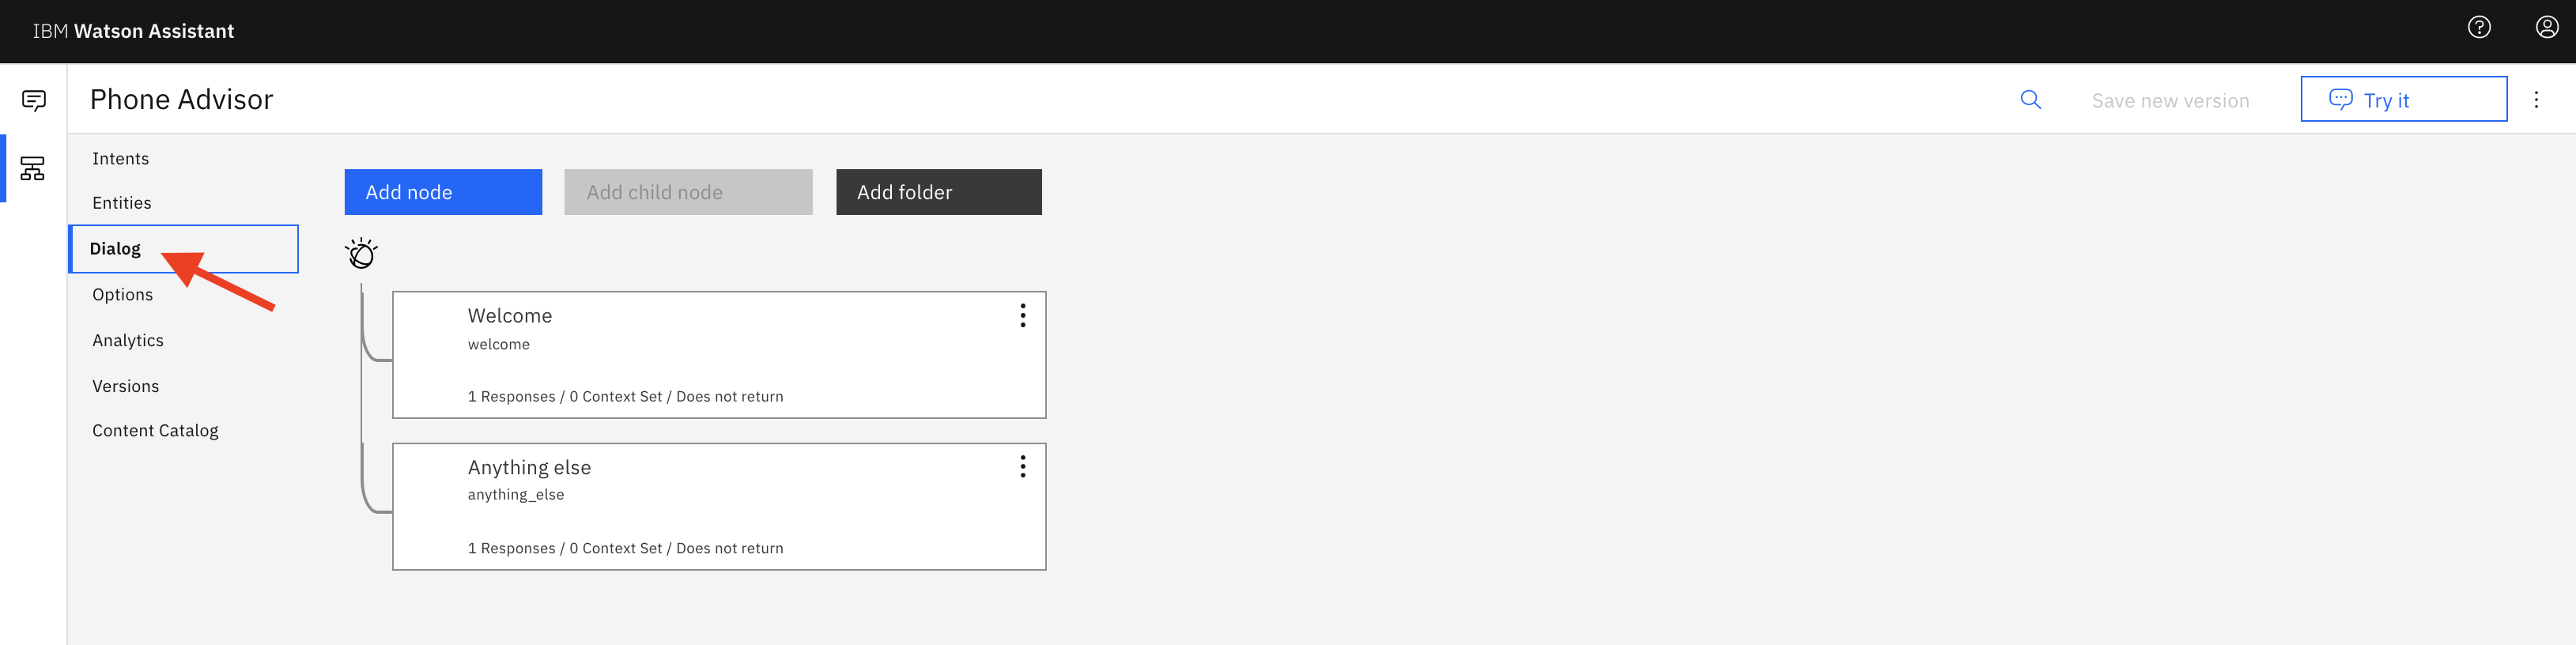 IBM Watson Assistant
Phone Advisor
Save new version
Try it
Intents
Entities
Dialog
Options
Analytics
Versions
Content Catalog
Add node
Add child node
Add folder
Welcome
welcome
1 Responses / 0 Context Set / Does not return
Anything else
anything_else
1 Responses / 0 Context Set / Does not return